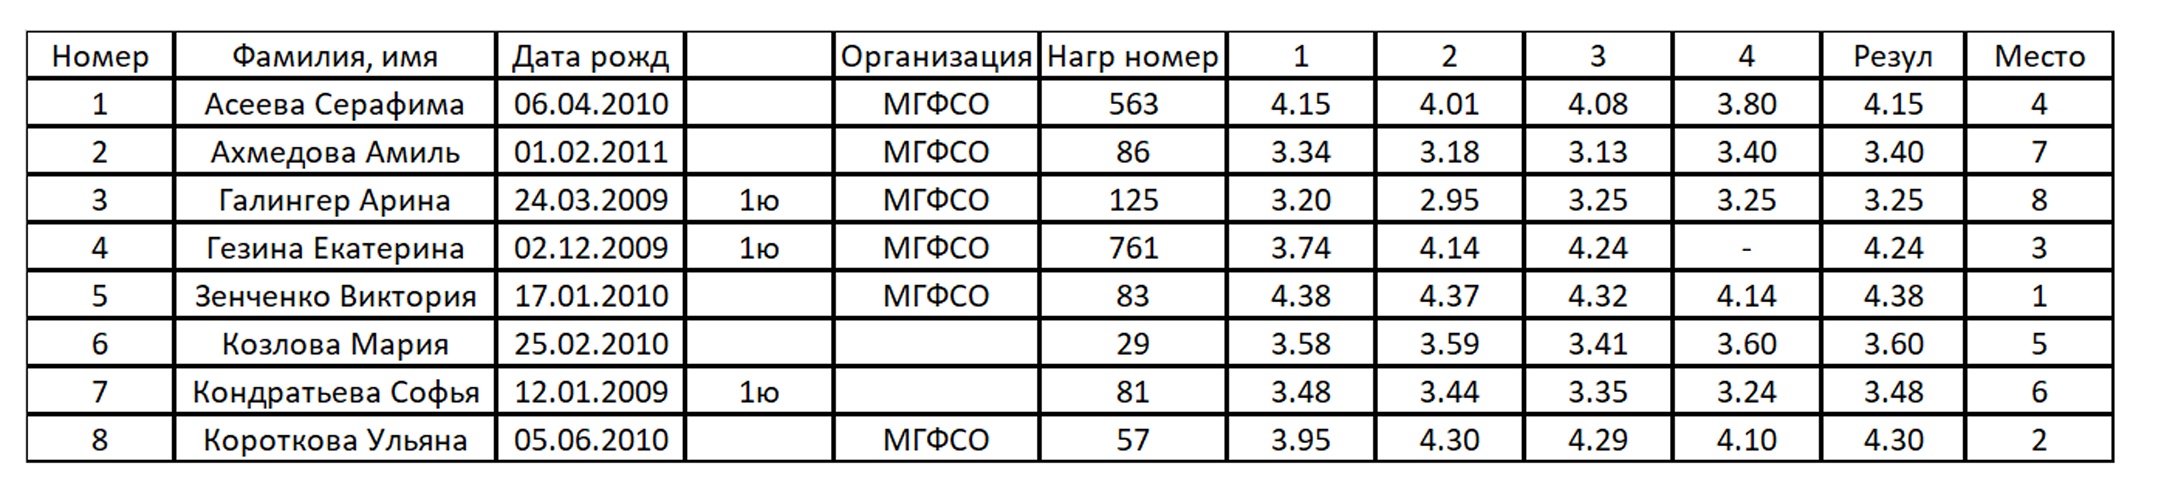 Номер Фамилия, имя Дата рожд Организация Нагр номер 1 2 3 4 Резул Место
1 Асеева Серафима 06.04.2010 МГФСО 563 4.15 4.01 4.08 3.80 4.15 4
2 Ахмедова Амиль 01.02.2011 МГФСО 86 3.34 3.18 3.13 3.40 3.40 7
3 Галингер Арина 24.03.2009 1ю МГФСО 125 3.20 2.95 3.25 3.25 3.25 8
4 Гезина Екатерина 02.12.2009 1ю МГФСО 761 3.74 4.14 4.24 - 4.24 3
5 Зенченко Виктория 17.01.2010 МГФСО 83 4.38 4.37 4.32 4.14 4.38 1
6 Козлова Мария 25.02.2010 29 3.58 3.59 3.41 3.60 3.60 5
7 Кондратьева Софья 12.01.2009 1ю 81 3.48 3.44 3.35 3.24 3.48 6
8 Короткова Ульяна 05.06.2010 МГФСО 57 3.95 4.30 4.29 4.10 4.30 2